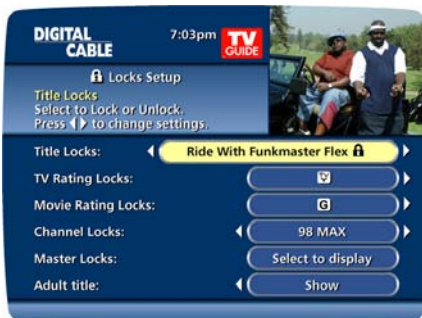 DIGITAL
CABLE
7:03pm
TV
GUIDE
Locks Setup
Title Locks
Select to Lock or Unlock.
Press to change settings.
Title Locks: Ride With Funkmaster Flex
TV Rating Locks:
Movie Rating Locks: G
Channel Locks: 98 MAX
Master Locks: Select to display
Adult title: Show